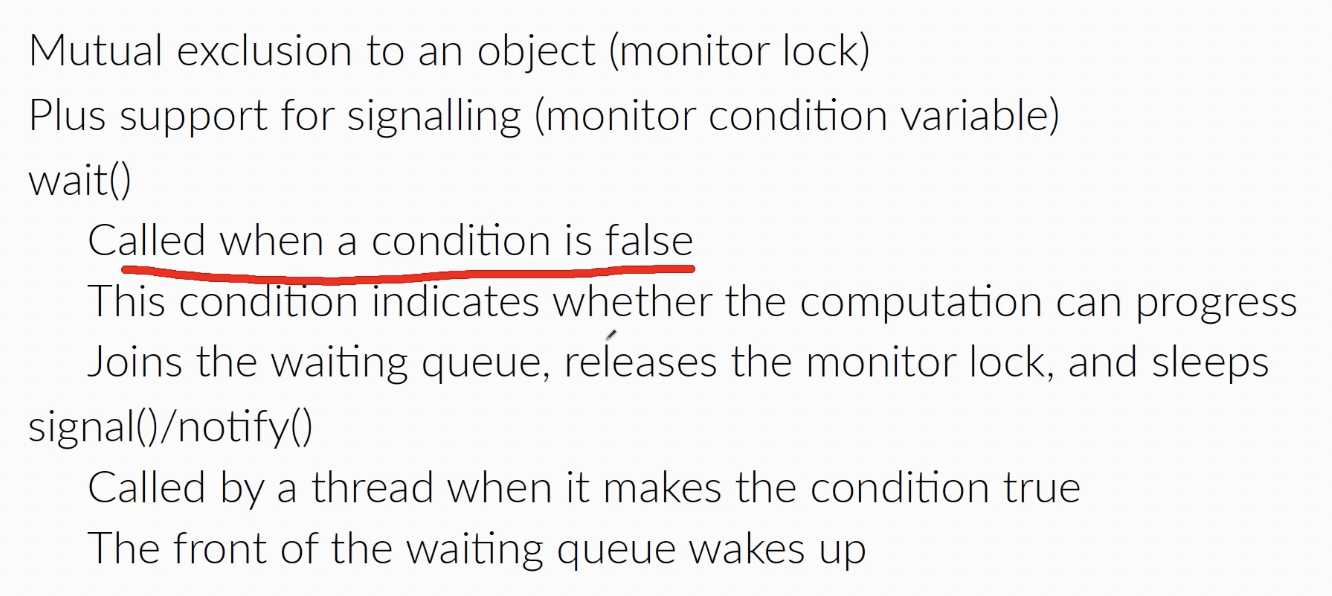 Mutual exclusion to an object (monitor lock)
Plus support for signalling (monitor condition variable)
wait()
Called when a condition is false
This condition indicates whether the computation can progress
Joins the waiting queue, releases the monitor lock, and sleeps
signal()/notify()
Called by a thread when it makes the condition true
The front of the waiting queue wakes up